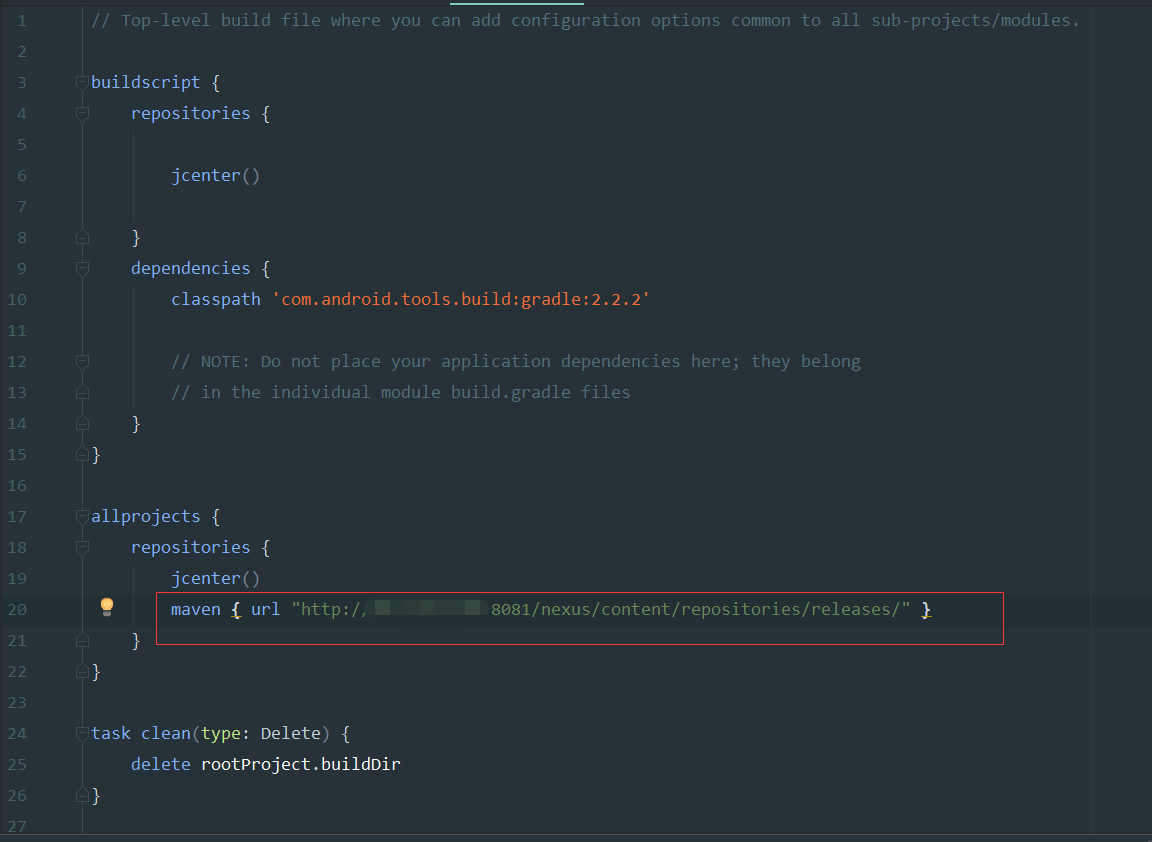 1 // Top-level build file where you can add configuration options common to all sub-projects/modules.
2
3 buildscript {
4 repositories {
5
6 jcenter()
7
8 }
9 dependencies {
10 classpath 'com.android.tools.build:gradle:2.2.2'
11
12 // NOTE: Do not place your application dependencies here; they belong
13 // in the individual module build.gradle files
14 }
15 }
16
17 allprojects {
18 repositories {
19 jcenter()
20 maven { url "http:/ 8081/nexus/content/repositories/releases/" }
21 }
22 }
23
24 task clean(type: Delete) {
25 delete rootProject.buildDir
26 }
27